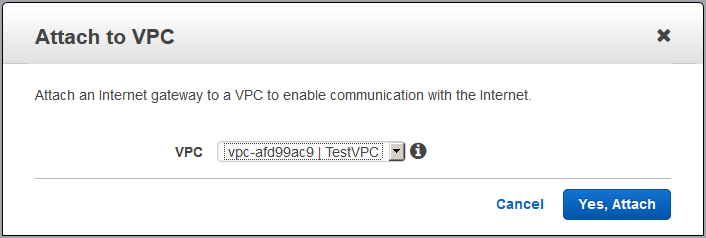 Attach to VPC
Attach an Internet gateway to a VPC to enable communication with the Internet.
VPC vpc-afd99ac9 | TestVPC
Cancel Yes, Attach